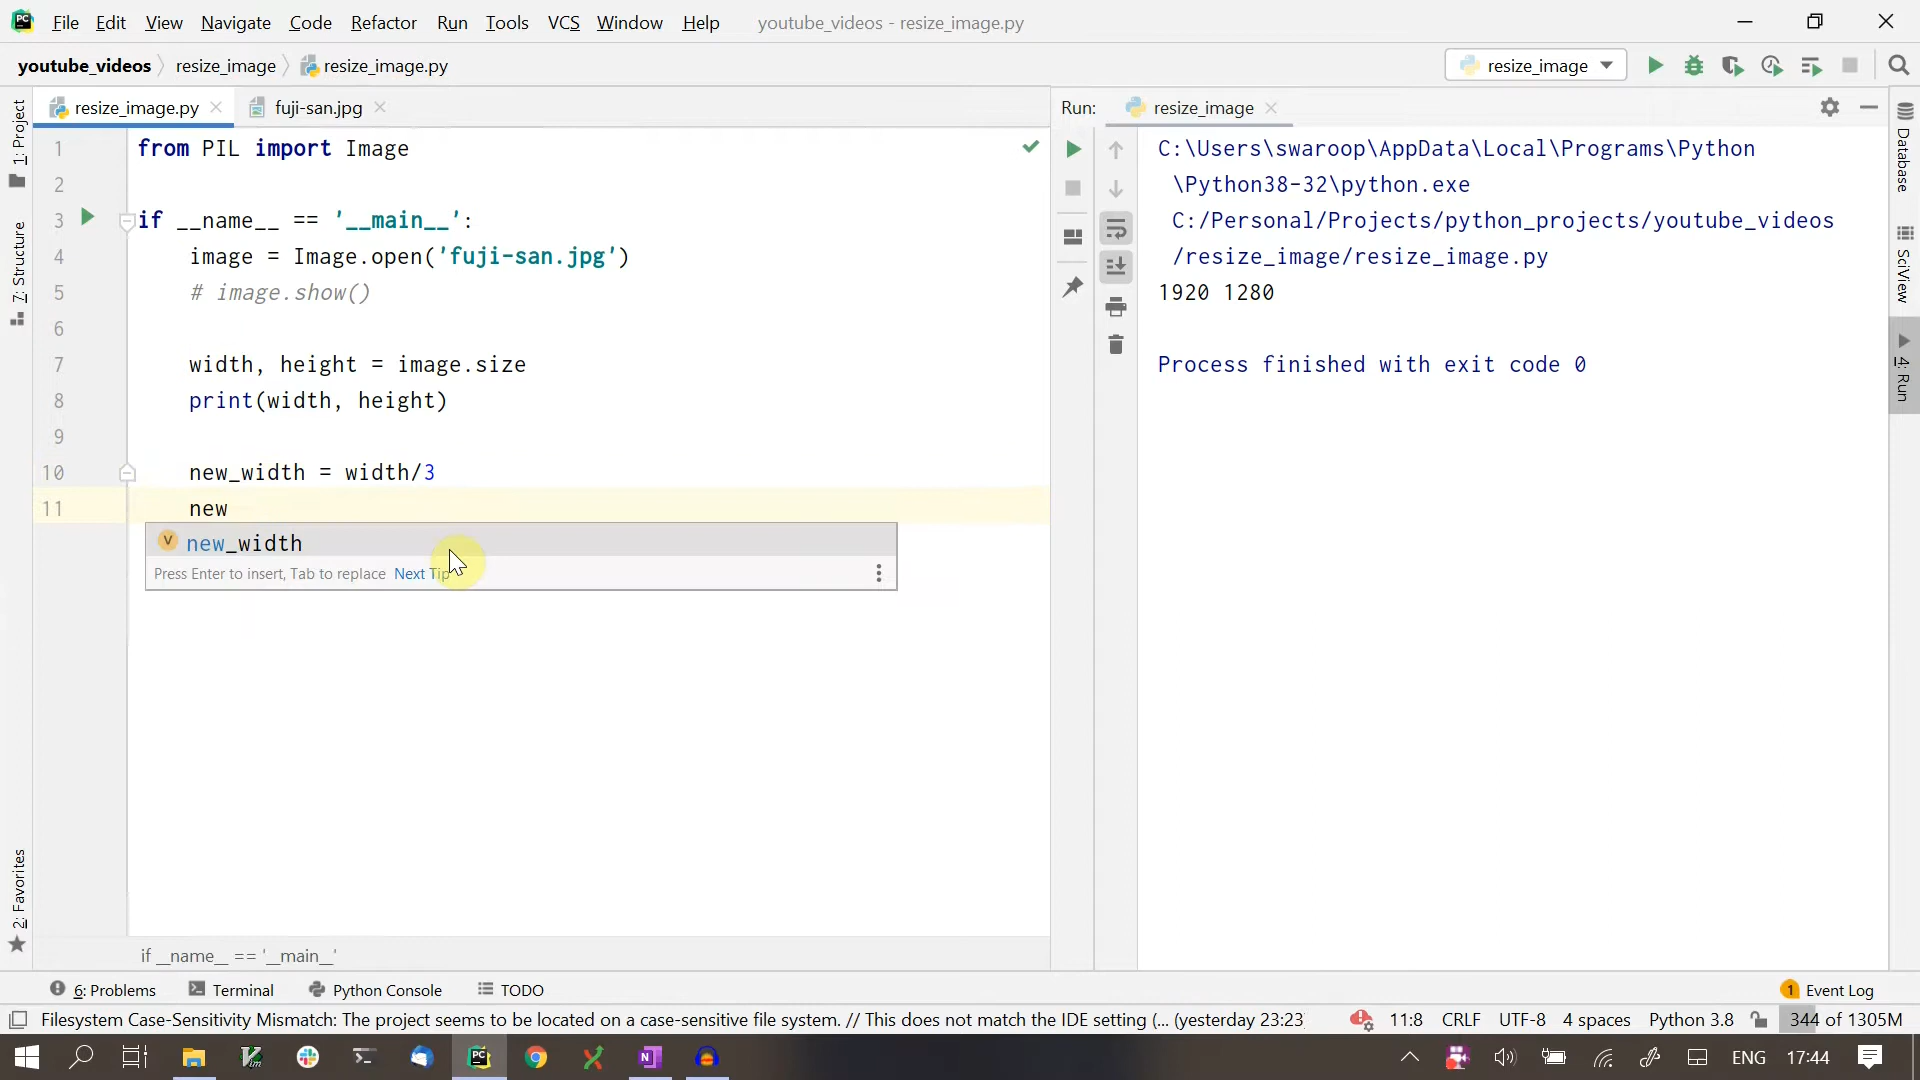 File Edit View Navigate Code Refactor Run Tools VCS Window Help youtube_videos - resize_image.py
youtube_videos resize_image resize_image.py resize_image
resize_image.py fuji-san.jpg
Run: resize_image
1: Project
7: Structure
2: Favorites
1 from PIL import Image
2
3 if __name__ == '__main__':
4 image = Image.open('fuji-san.jpg')
5 # image.show()
6
7 width, height = image.size
8 print(width, height)
9
10 new_width = width/3
11 new
V new_width
Press Enter to insert, Tab to replace Next Tip
if __name__ == '__main__'
C:\Users\swaroop\AppData\Local\Programs\Python
\Python38-32\python.exe
C:/Personal/Projects/python_projects/youtube_videos
/resize_image/resize_image.py
1920 1280
Process finished with exit code 0
Database
SciView
4: Run
6: Problems Terminal Python Console TODO 1 Event Log
Filesystem Case-Sensitivity Mismatch: The project seems to be located on a case-sensitive file system. // This does not match the IDE setting (... (yesterday 23:23) 11:8 CRLF UTF-8 4 spaces Python 3.8 344 of 1305M
ENG 17:44